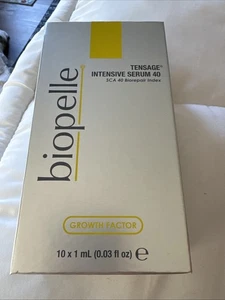 biopelle
TENSAGE®
INTENSIVE SERUM 40
SCA 40 Biorepair Index
GROWTH FACTOR
10 x 1 mL (0.03 fl oz) ℮